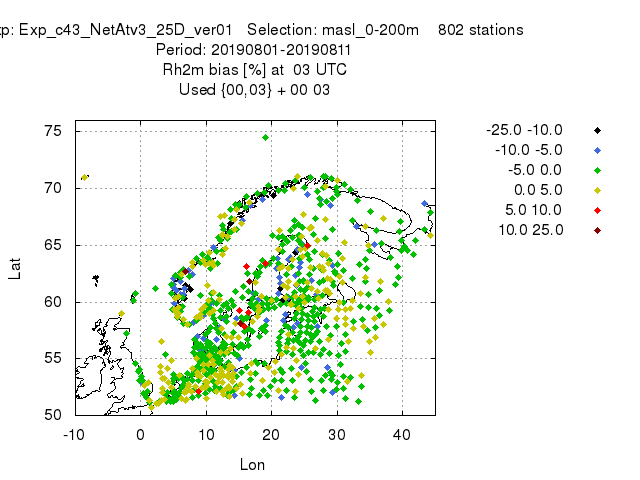 p: Exp_c43_NetAtv3_25D_ver01 Selection: masl_0-200m 802 stations
Period: 20190801-20190811
Rh2m bias [%] at 03 UTC
Used {00,03} + 00 03
75
70
65
60
55
50
-10 0 10 20 30 40
Lat
Lon
-25.0 -10.0
-10.0 -5.0
-5.0 0.0
0.0 5.0
5.0 10.0
10.0 25.0